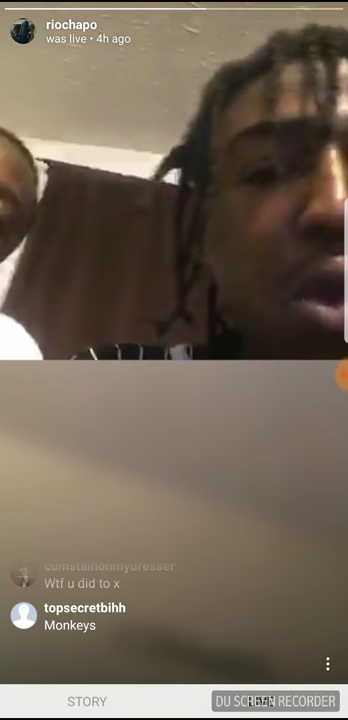 riochapo
was live • 4h ago
cumstainonmydresser
Wtf u did to x
topsecretbihh
Monkeys
STORY
DU SCREEN RECORDER